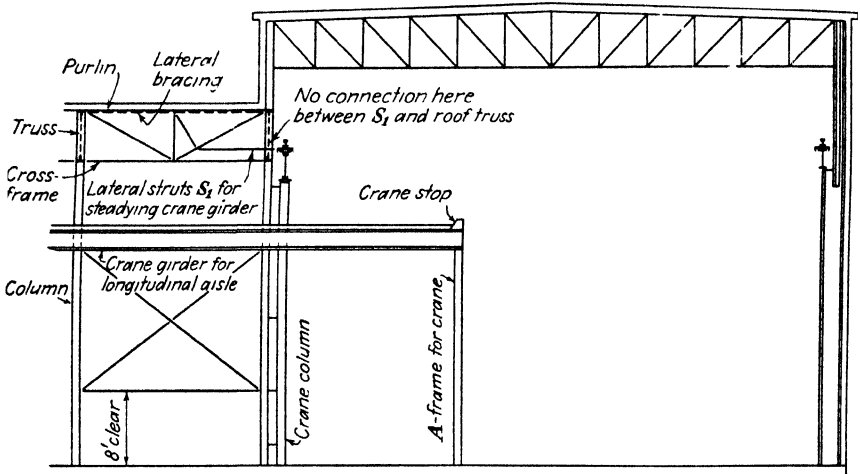 Purlin
Lateral
bracing
No connection here
between S₁ and roof truss
Truss
Cross-
frame
Lateral struts S₁ for
steadying crane girder
Crane stop
Crane girder for
longitudinal aisle
Column
8' clear
Crane column
A-frame for crane